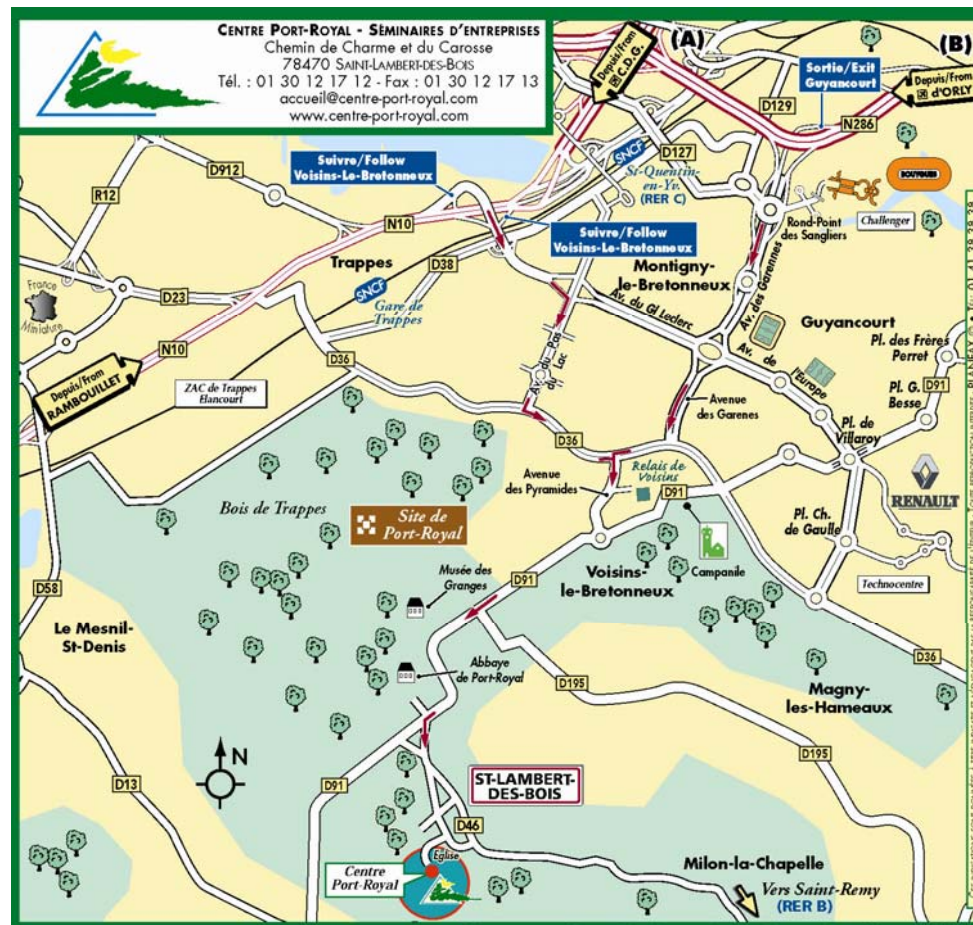 CENTRE PORT-ROYAL - SÉMINAIRES D'ENTREPRISES
Chemin de Charme et du Carosse
78470 SAINT-LAMBERT-DES-BOIS
Tél. : 01 30 12 17 12 - Fax : 01 30 12 17 13
accueil@centre-port-royal.com
www.centre-port-royal.com
(A)
(B)
Depuis/From
C.D.G.
Sortie/Exit
Guyancourt
Depuis/From
d'ORLY
D129
N286
D127
SNCF
St-Quentin-
en-Yv.
(RER C)
BOUYGUES
Challenger
Rond-Point
des Sangliers
Suivre/Follow
Voisins-Le-Bretonneux
D912
R12
N10
Suivre/Follow
Voisins-Le-Bretonneux
Trappes
D38
SNCF
Gare de
Trappes
Montigny-
le-Bretonneux
Av. des Garennes
Av. du Gl Leclerc
France
Miniature
D23
N10
Depuis/From
RAMBOUILLET
D36
ZAC de Trappes
Elancourt
Av. du Pas
du Lac
Guyancourt
Av. de
l'Europe
Pl. des Frères
Perret
D91
Pl. G.
Besse
Avenue
des Garenes
Pl. de
Villaroy
D36
Relais de
Voisins
Avenue
des Pyramides
D91
RENAULT
Bois de Trappes
Site de
Port-Royal
Pl. Ch.
de Gaulle
Campanile
Technocentre
Musée des
Granges
D91
Voisins-
le-Bretonneux
D58
Le Mesnil-
St-Denis
Abbaye
de Port-Royal
D195
D36
Magny-
les-Hameaux
D195
N
D13
D91
ST-LAMBERT-
DES-BOIS
D46
Eglise
Centre
Port-Royal
Milon-la-Chapelle
Vers Saint-Remy
(RER B)